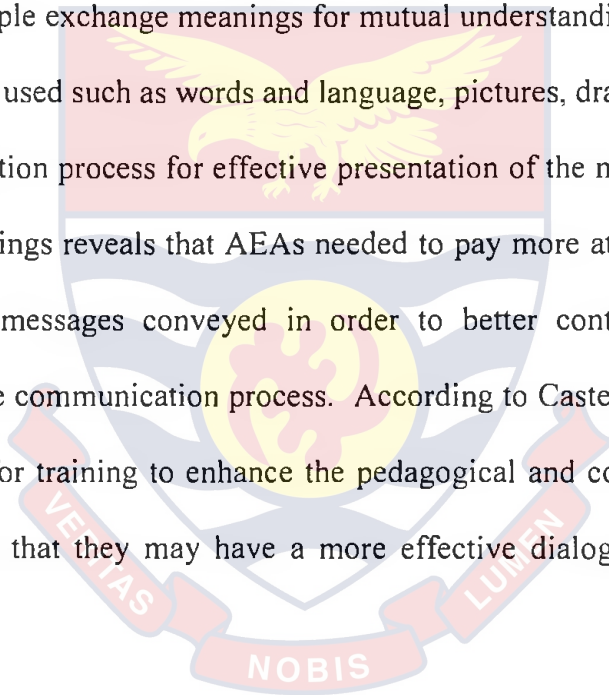 ple exchange meanings for mutual understandi
used such as words and language, pictures, dra
tion process for effective presentation of the
ings reveals that AEAs needed to pay more at
messages conveyed in order to better cont
e communication process. According to Caste
or training to enhance the pedagogical and co
that they may have a more effective dialog
VERITAS
NOBIS
LUMEN